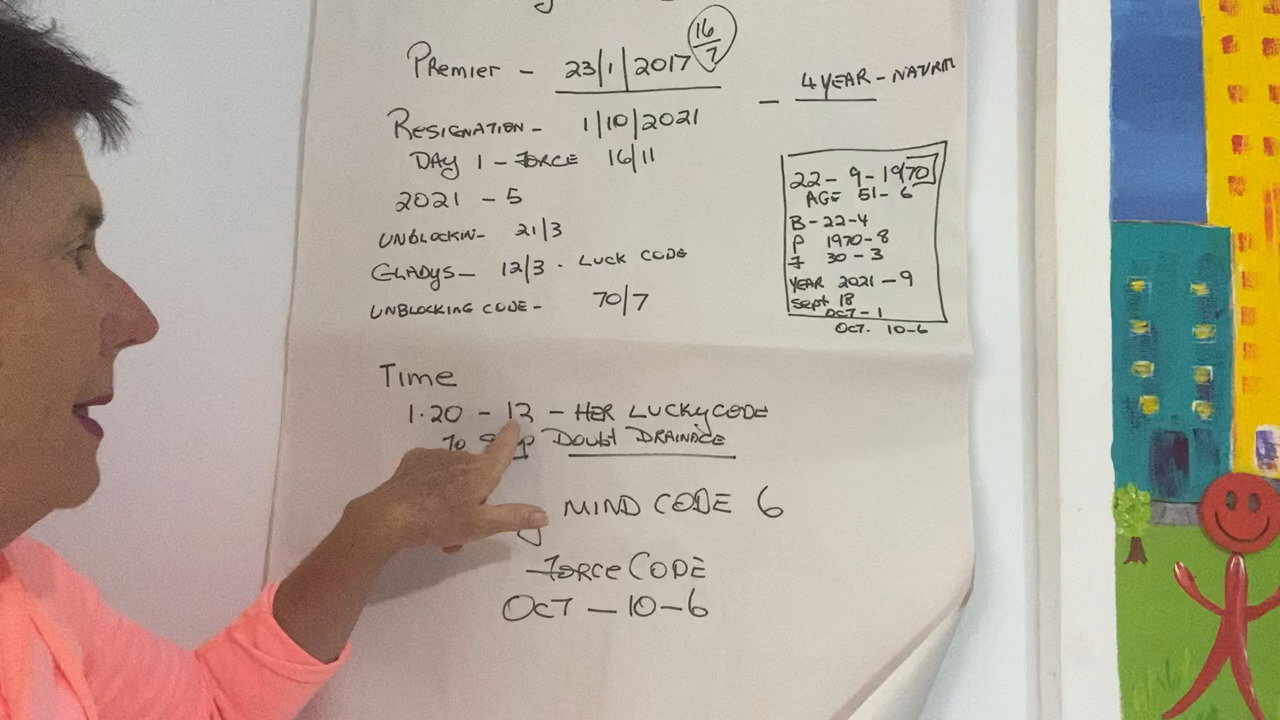 PREMIER - 23/1/2017 16/7
- 4 YEAR - NATURAL
RESIGNATION - 1/10/2021
DAY 1 - FORCE 16/11
2021 - 5
UNBLOCKIN- 21/3
GLADYS- 12/3 - LUCK CODE
UNBLOCKING CODE - 70/7
22- 9-1970
AGE 51-6
B-22-4
P 1970-8
F 30-3
YEAR 2021-9
Sept 18
OCT-1
OCT. 10-6
Time
1.20 - 12 - HER LUCKY CODE
To Doubt DRAINAGE
MIND CODE 6
FORCE CODE
OCT - 10-6